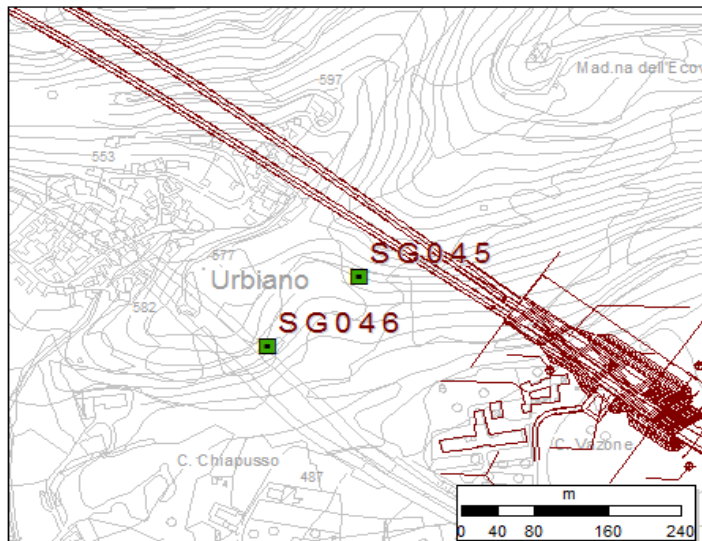 Mad.na dell'Ecov
597
553
SG045
577
Urbiano
582
SG046
C. Vazone
C. Chiapusso
487
m
0 40 80 160 240